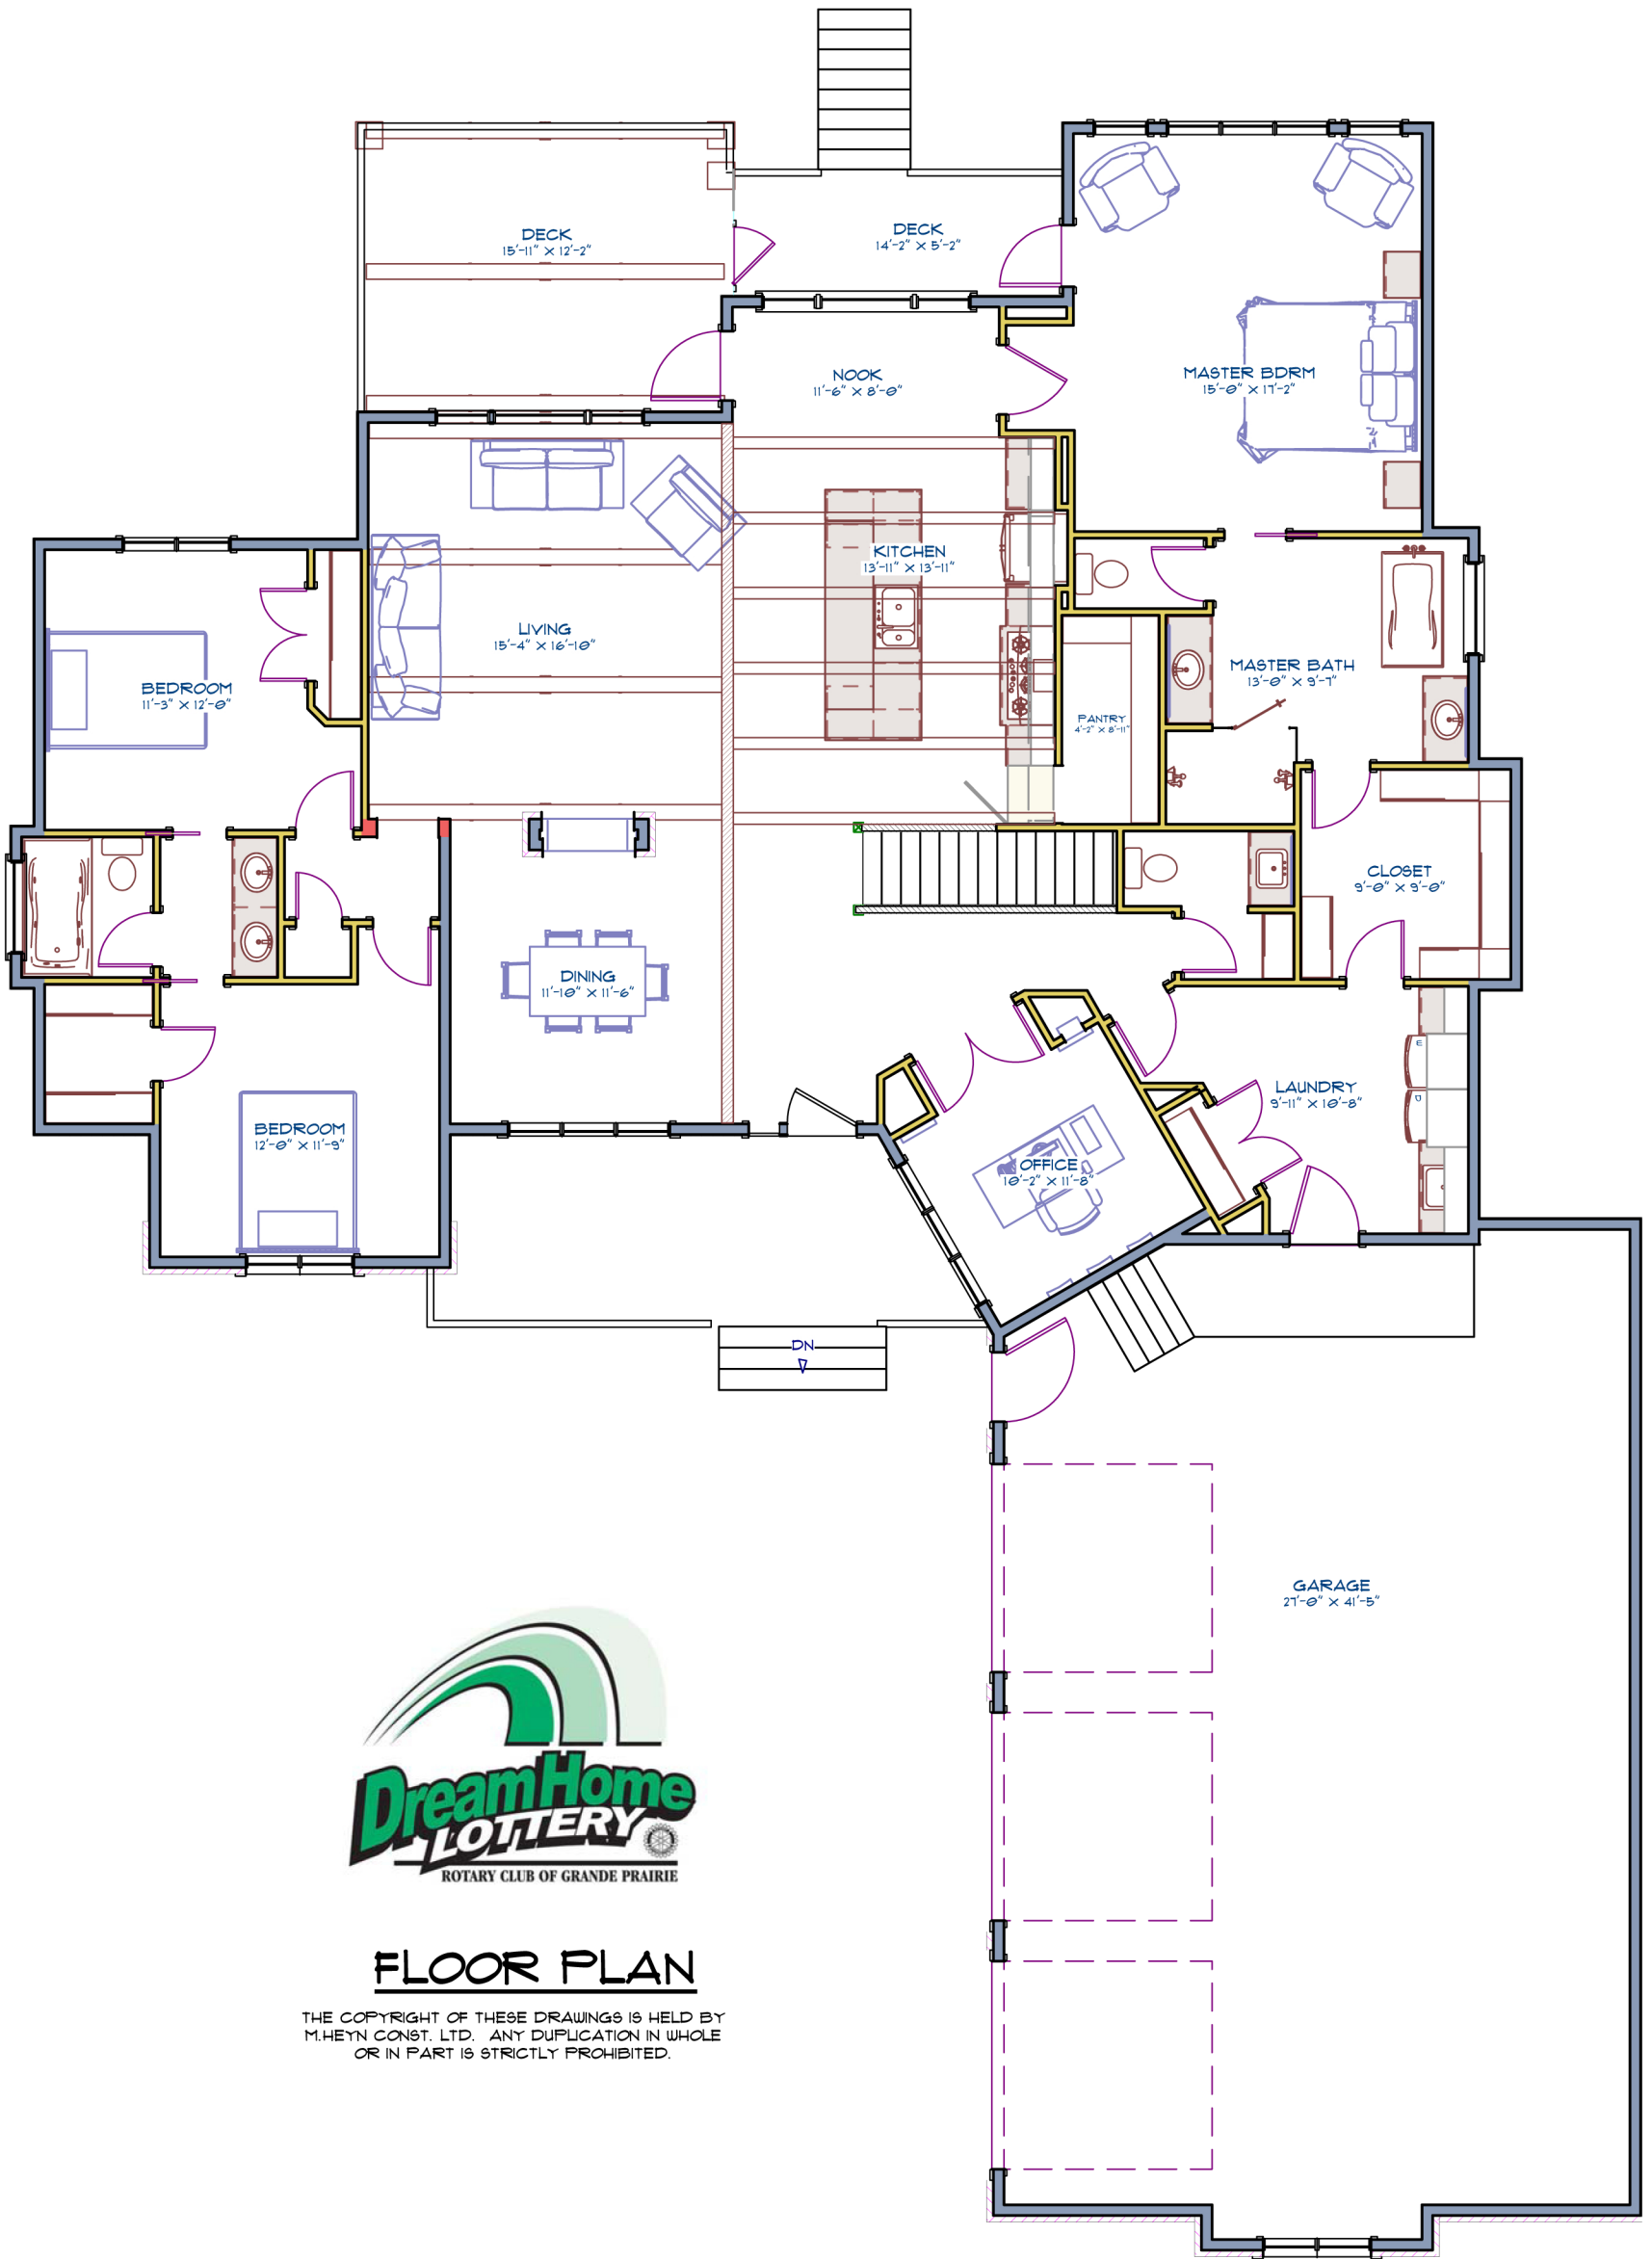 DECK
15'-11" X 12'-2"
DECK
14'-2" X 5'-2"
NOOK
11'-6" X 8'-0"
MASTER BDRM
15'-0" X 17'-2"
KITCHEN
13'-11" X 13'-11"
LIVING
15'-4" X 16'-10"
BEDROOM
11'-3" X 12'-0"
MASTER BATH
13'-0" X 9'-7"
PANTRY
4'-2" X 8'-11"
CLOSET
9'-0" X 9'-0"
DINING
11'-10" X 11'-6"
E
D
LAUNDRY
9'-11" X 10'-8"
BEDROOM
12'-0" X 11'-9"
OFFICE
10'-2" X 11'-8"
DN
GARAGE
27'-0" X 41'-5"
DreamHome
LOTTERY
ROTARY CLUB OF GRANDE PRAIRIE
FLOOR PLAN
THE COPYRIGHT OF THESE DRAWINGS IS HELD BY
M.HEYN CONST. LTD. ANY DUPLICATION IN WHOLE
OR IN PART IS STRICTLY PROHIBITED.